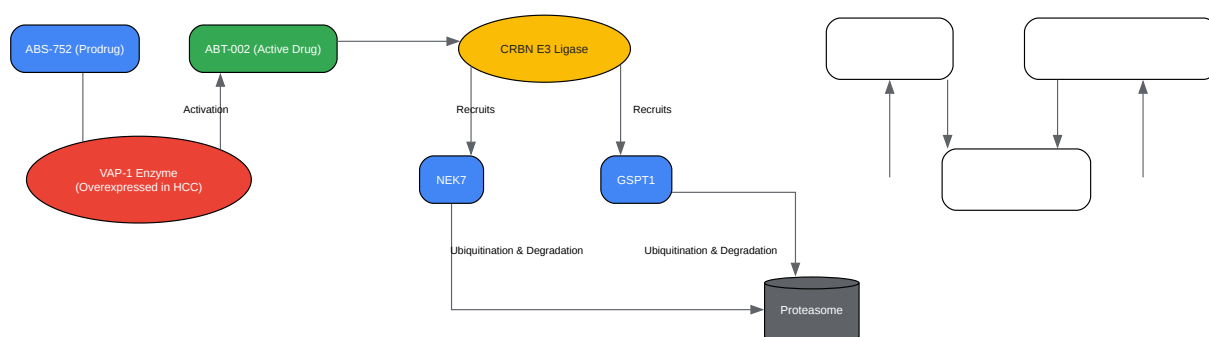 ABS-752 (Prodrug)
ABT-002 (Active Drug)
CRBN E3 Ligase
Activation
Recruits
Recruits
VAP-1 Enzyme
(Overexpressed in HCC)
NEK7
GSPT1
Ubiquitination & Degradation
Ubiquitination & Degradation
Proteasome